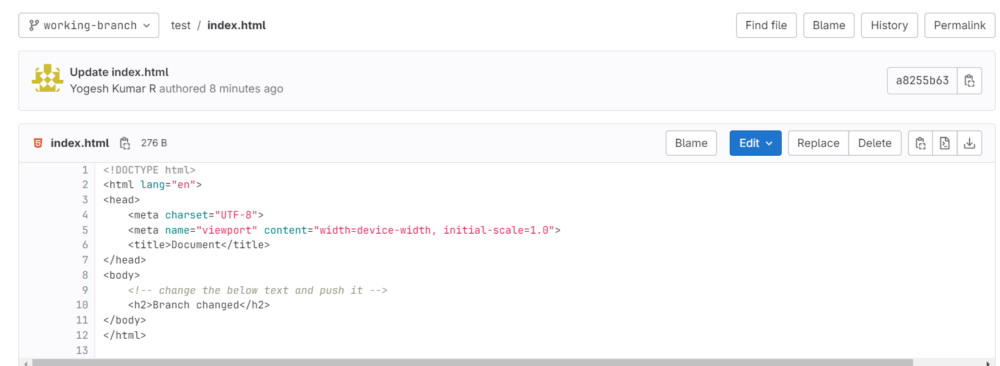 working-branch test / index.html Find file Blame History Permalink
Update index.html
Yogesh Kumar R authored 8 minutes ago
a8255b63
index.html 276 B Blame Edit Replace Delete
1 <!DOCTYPE html>
2 <html lang="en">
3 <head>
4     <meta charset="UTF-8">
5     <meta name="viewport" content="width=device-width, initial-scale=1.0">
6     <title>Document</title>
7 </head>
8 <body>
9     <!-- change the below text and push it -->
10     <h2>Branch changed</h2>
11 </body>
12 </html>
13